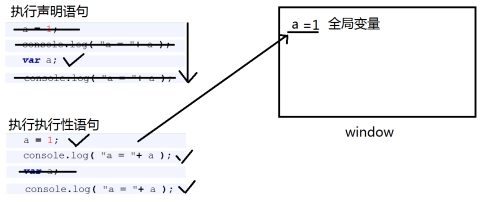 执行声明语句
a = 1;
console.log( "a = "+ a );
var a;
console.log( "a = "+ a );
执行执行性语句
a = 1;
console.log( "a = "+ a );
var a;
console.log( "a = "+ a );
a =1 全局变量
window